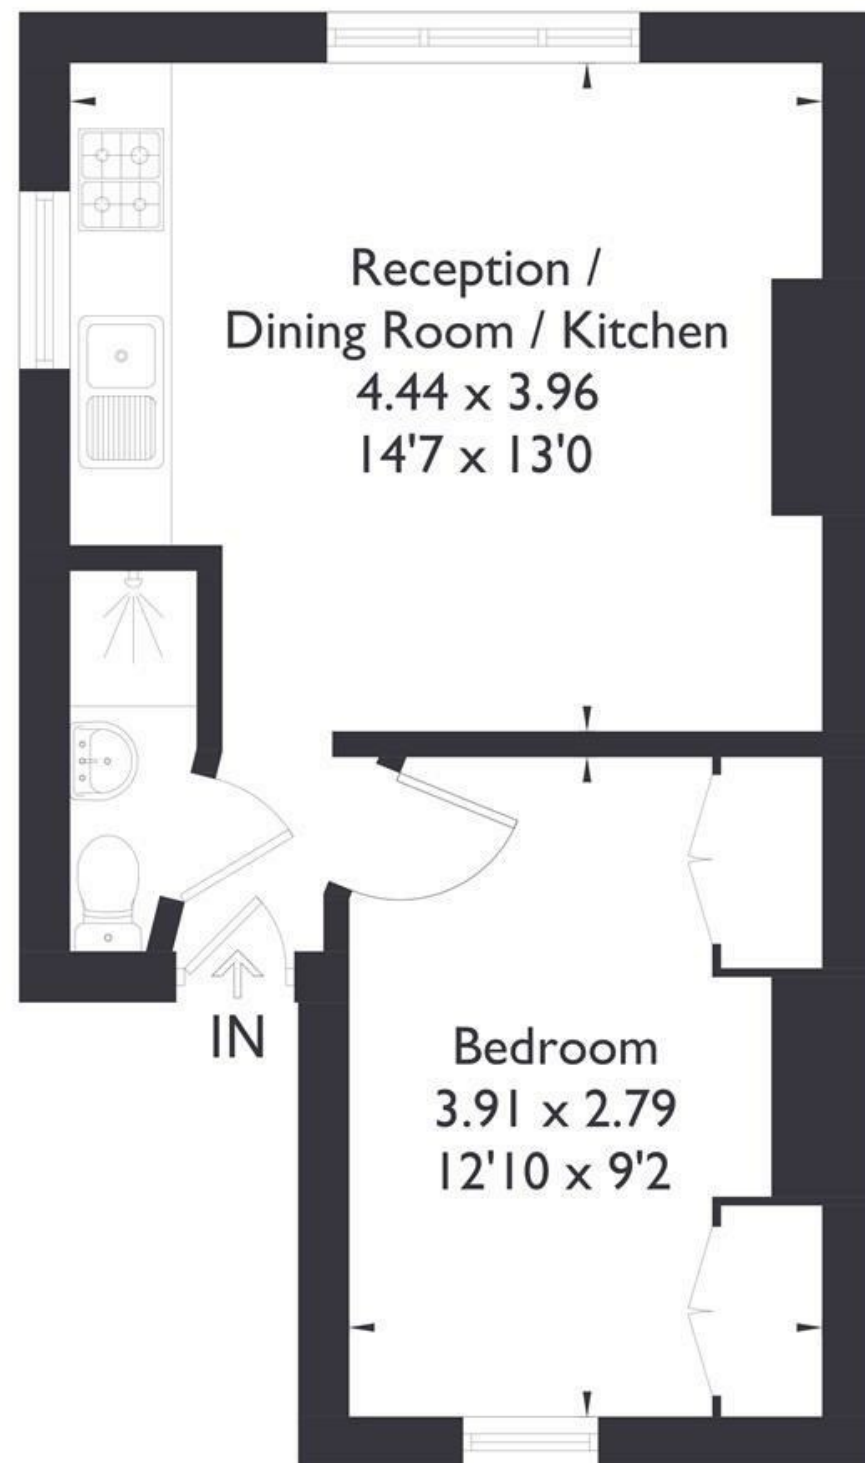 Reception /
Dining Room / Kitchen
4.44 x 3.96
14'7 x 13'0
IN
Bedroom
3.91 x 2.79
12'10 x 9'2